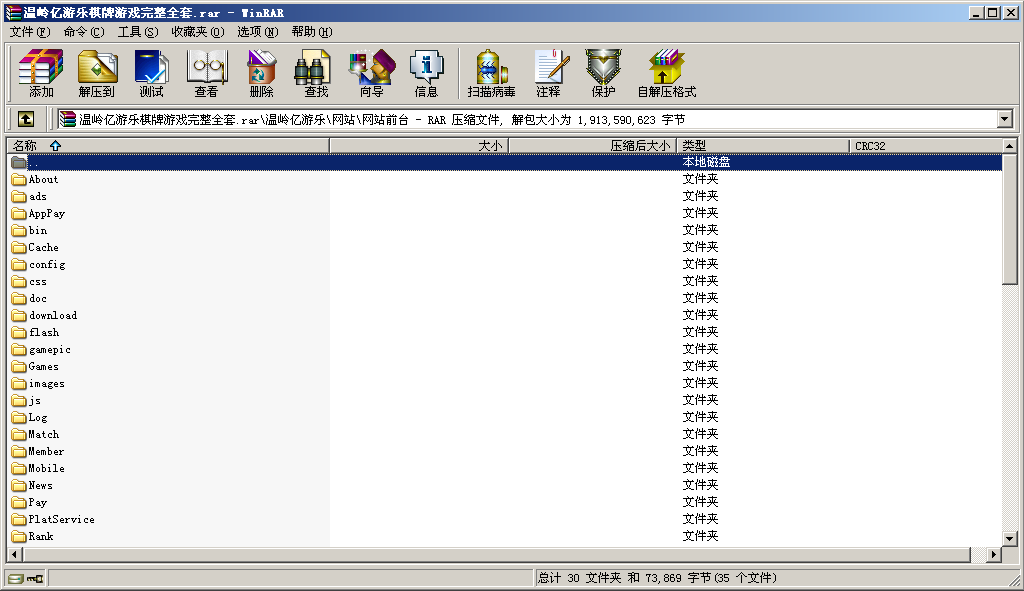 温岭亿游乐棋牌游戏完整全套.rar - WinRAR
文件(F) 命令(C) 工具(S) 收藏夹(O) 选项(N) 帮助(H)
添加 解压到 测试 查看 删除 查找 向导 信息 扫描病毒 注释 保护 自解压格式
温岭亿游乐棋牌游戏完整全套.rar\温岭亿游乐\网站\网站前台 - RAR 压缩文件, 解包大小为 1,913,590,623 字节
名称 大小 压缩后大小 类型 CRC32
.. 本地磁盘
About 文件夹
ads 文件夹
AppPay 文件夹
bin 文件夹
Cache 文件夹
config 文件夹
css 文件夹
doc 文件夹
download 文件夹
flash 文件夹
gamepic 文件夹
Games 文件夹
images 文件夹
js 文件夹
Log 文件夹
Match 文件夹
Member 文件夹
Mobile 文件夹
News 文件夹
Pay 文件夹
PlatService 文件夹
Rank 文件夹
总计 30 文件夹 和 73,869 字节(35 个文件)